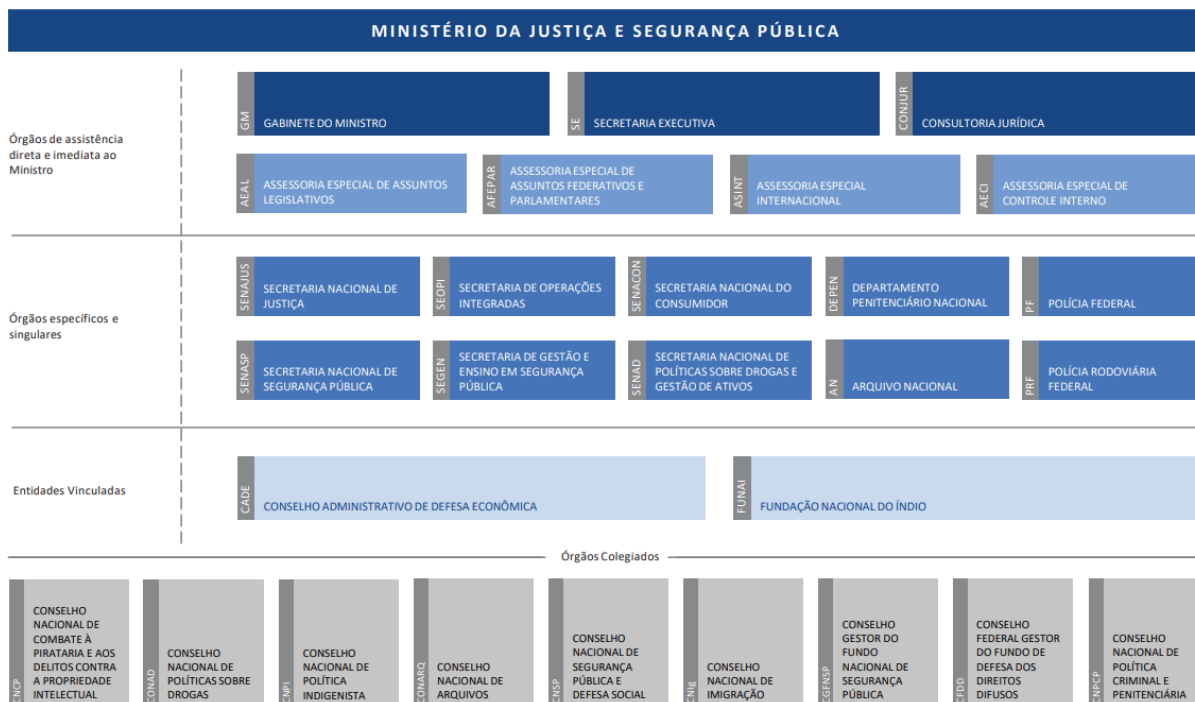 MINISTÉRIO DA JUSTIÇA E SEGURANÇA PÚBLICA
Órgãos de assistência
direta e imediata ao
Ministro
GM
GABINETE DO MINISTRO
SE
SECRETARIA EXECUTIVA
CONJUR
CONSULTORIA JURÍDICA
AEAL
ASSESSORIA ESPECIAL DE ASSUNTOS
LEGISLATIVOS
AFEPAR
ASSESSORIA ESPECIAL DE
ASSUNTOS FEDERATIVOS E
PARLAMENTARES
ASINT
ASSESSORIA ESPECIAL
INTERNACIONAL
AECI
ASSESSORIA ESPECIAL DE
CONTROLE INTERNO
Órgãos específicos e
singulares
SENAJUS
SECRETARIA NACIONAL DE
JUSTIÇA
SEOPI
SECRETARIA DE OPERAÇÕES
INTEGRADAS
SENACON
SECRETARIA NACIONAL DO
CONSUMIDOR
DEPEN
DEPARTAMENTO
PENITENCIÁRIO NACIONAL
PF
POLÍCIA FEDERAL
SENASP
SECRETARIA NACIONAL DE
SEGURANÇA PÚBLICA
SEGEN
SECRETARIA DE GESTÃO E
ENSINO EM SEGURANÇA
PÚBLICA
SENAD
SECRETARIA NACIONAL DE
POLÍTICAS SOBRE DROGAS E
GESTÃO DE ATIVOS
AN
ARQUIVO NACIONAL
PRF
POLÍCIA RODOVIÁRIA
FEDERAL
Entidades Vinculadas
CADE
CONSELHO ADMINISTRATIVO DE DEFESA ECONÔMICA
FUNAI
FUNDAÇÃO NACIONAL DO ÍNDIO
Órgãos Colegiados
CNCP
CONSELHO
NACIONAL DE
COMBATE À
PIRATARIA E AOS
DELITOS CONTRA
A PROPRIEDADE
INTELECTUAL
CONAD
CONSELHO
NACIONAL DE
POLÍTICAS SOBRE
DROGAS
CNPI
CONSELHO
NACIONAL DE
POLÍTICA
INDIGENISTA
CONARQ
CONSELHO
NACIONAL DE
ARQUIVOS
CNSP
CONSELHO
NACIONAL DE
SEGURANÇA
PÚBLICA E
DEFESA SOCIAL
CNIg
CONSELHO
NACIONAL DE
IMIGRAÇÃO
CGFNSP
CONSELHO
GESTOR DO
FUNDO
NACIONAL DE
SEGURANÇA
PÚBLICA
CFDD
CONSELHO
FEDERAL GESTOR
DO FUNDO DE
DEFESA DOS
DIREITOS
DIFUSOS
CNPCP
CONSELHO
NACIONAL DE
POLÍTICA
CRIMINAL E
PENITENCIÁRIA